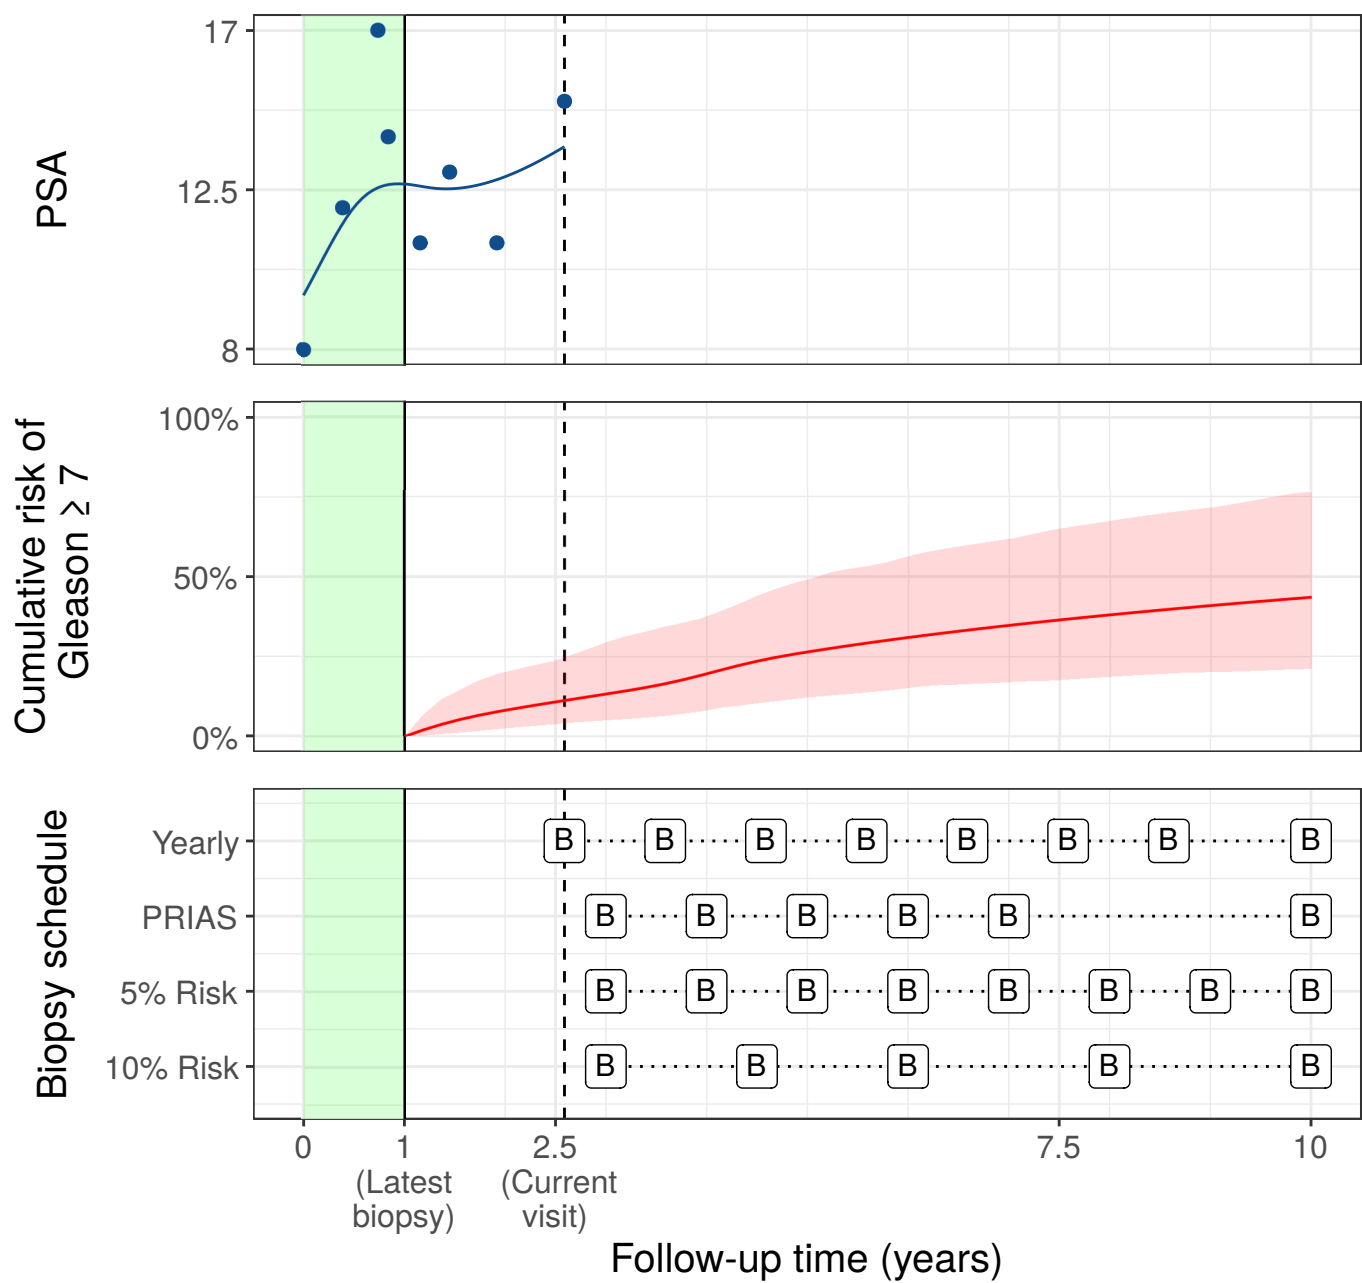 PSA
17
12.5
8
Cumulative risk of
Gleason ≥ 7
100%
50%
0%
Biopsy schedule
Yearly B B B B B B B B
PRIAS B B B B B B
5% Risk B B B B B B B B
10% Risk B B B B B
0 1 2.5 7.5 10
(Latest (Current
biopsy) visit)
Follow-up time (years)